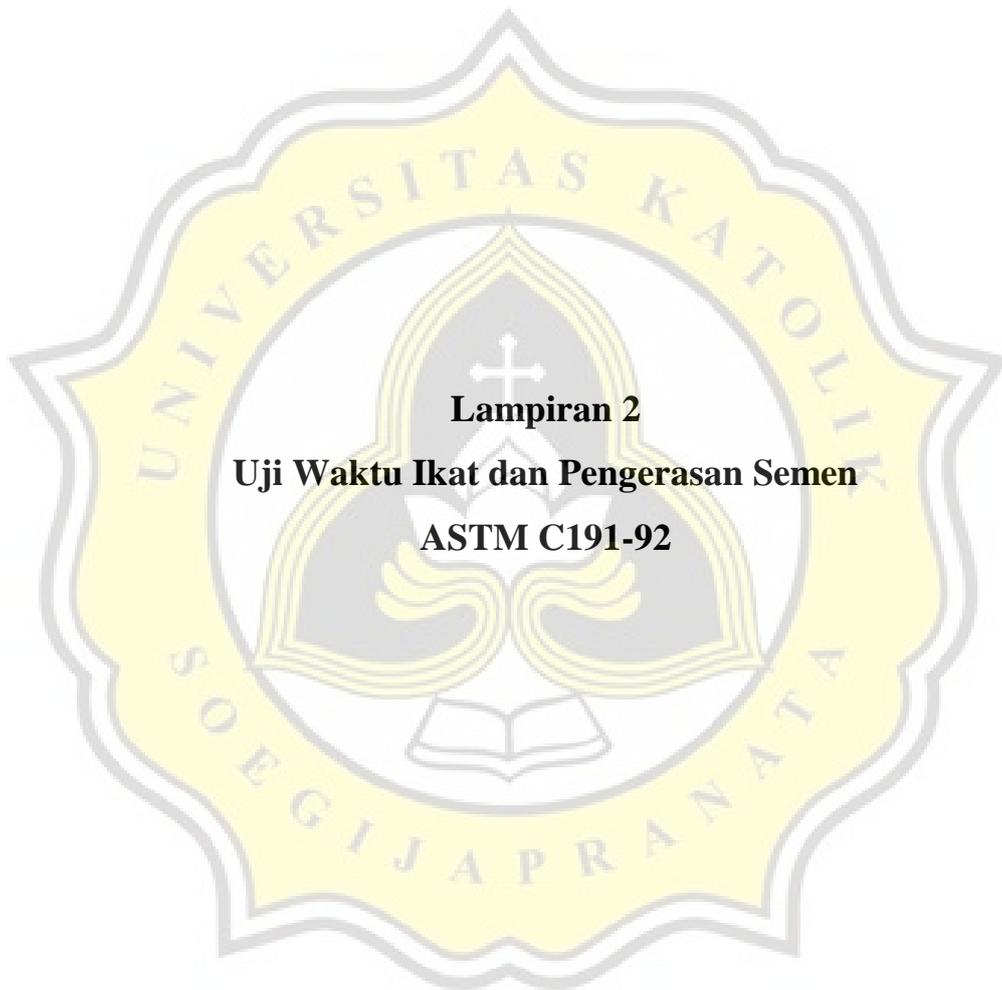 UNIVERSITAS KATOLIK
Lampiran 2
Uji Waktu Ikat dan Pengerasan Semen
ASTM C191-92
SOEGIJAPRANATA